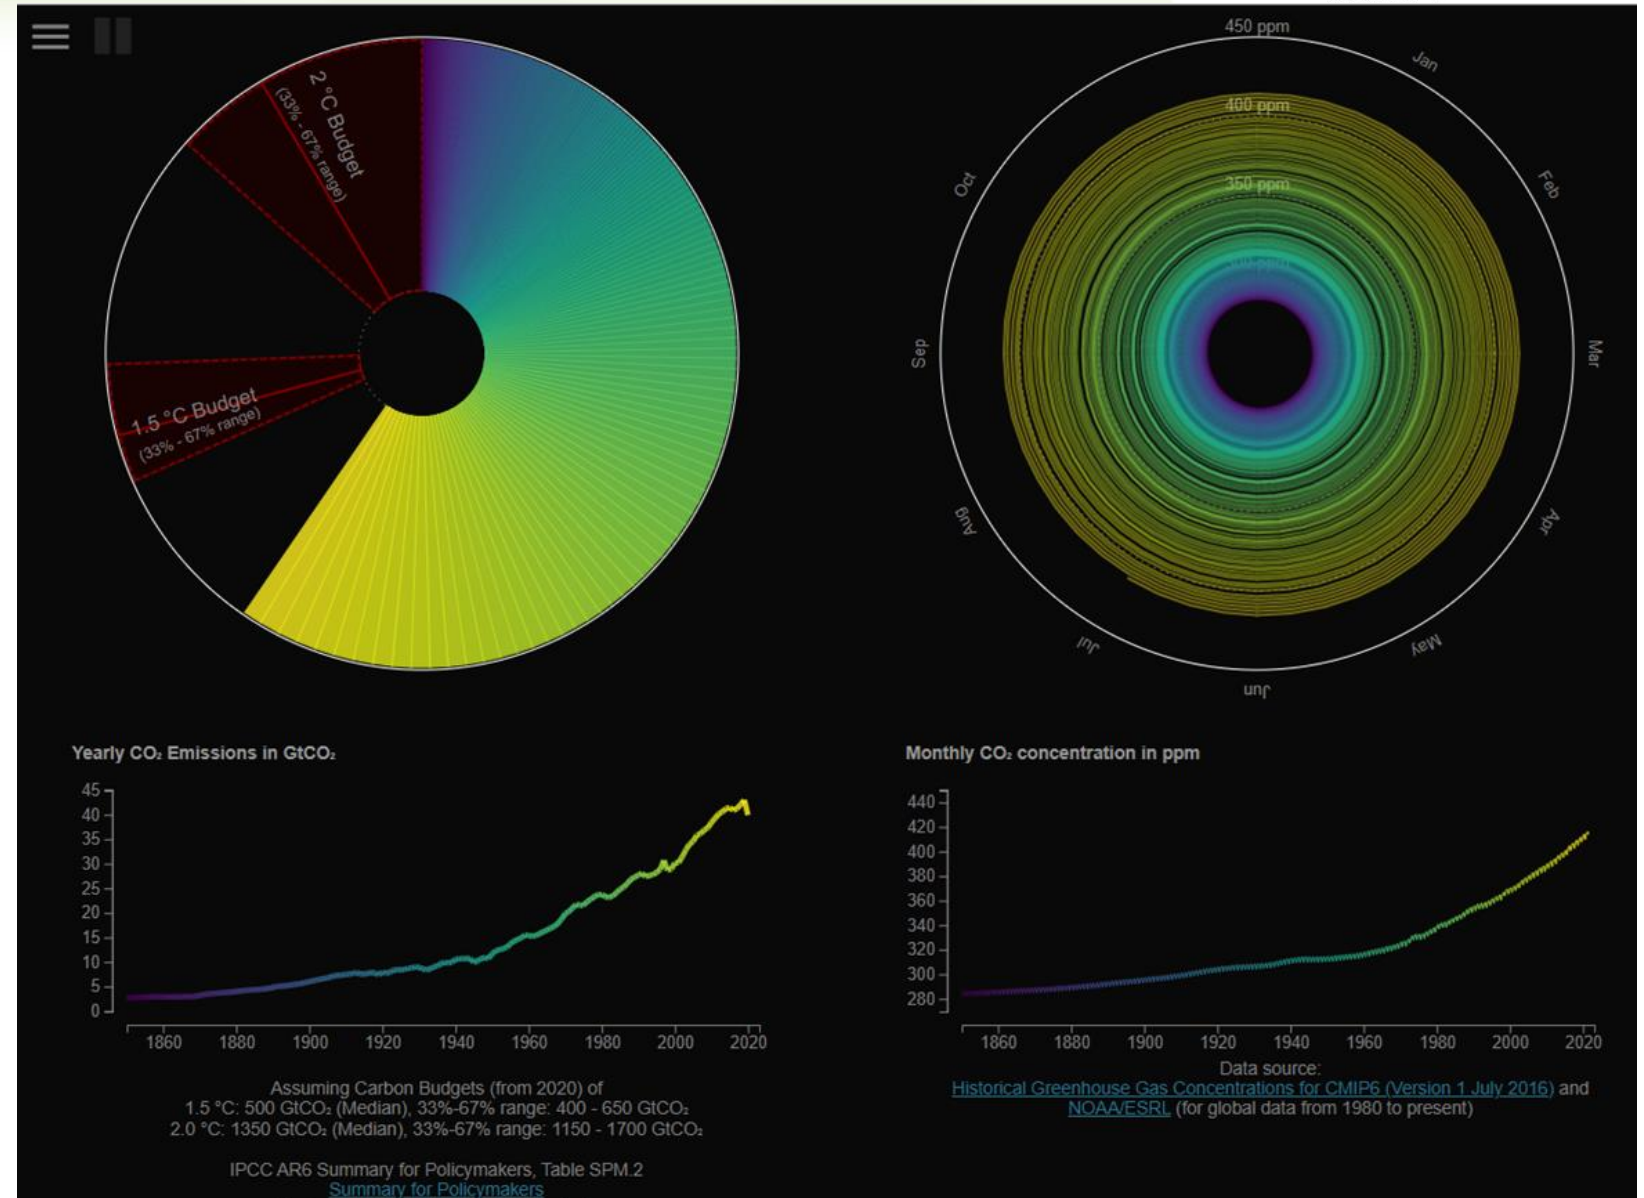 2 °C Budget
(33% - 67% range)
1.5 °C Budget
(33% - 67% range)
450 ppm
400 ppm
350 ppm
300 ppm
Jan
Feb
Mar
Apr
May
Jun
Jul
Aug
Sep
Oct
Yearly CO₂ Emissions in GtCO₂
45
40
35
30
25
20
15
10
5
0
1860 1880 1900 1920 1940 1960 1980 2000 2020
Assuming Carbon Budgets (from 2020) of
1.5 °C: 500 GtCO₂ (Median), 33%-67% range: 400 - 650 GtCO₂
2.0 °C: 1350 GtCO₂ (Median), 33%-67% range: 1150 - 1700 GtCO₂
IPCC AR6 Summary for Policymakers, Table SPM.2
Summary for Policymakers
Monthly CO₂ concentration in ppm
440
420
400
380
360
340
320
300
280
1860 1880 1900 1920 1940 1960 1980 2000 2020
Data source:
Historical Greenhouse Gas Concentrations for CMIP6 (Version 1 July 2016) and
NOAA/ESRL (for global data from 1980 to present)